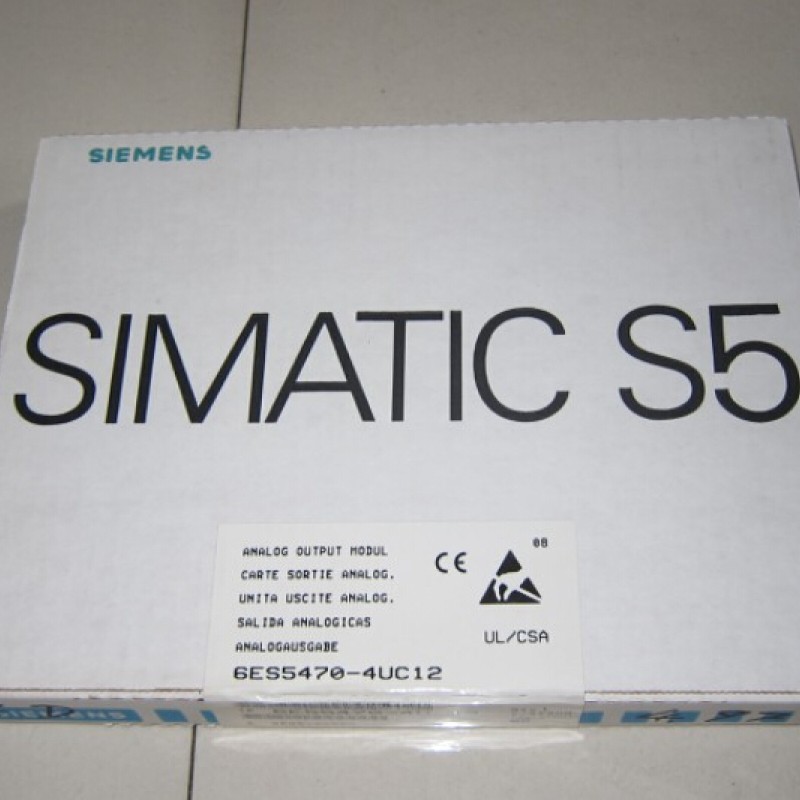 SIEMENS
SIMATIC S5
ANALOG OUTPUT MODUL
CARTE SORTIE ANALOG.
UNITA USCITE ANALOG.
SALIDA ANALOGICAS
ANALOGAUSGABE
6ES5470-4UC12
CE
08
UL/CSA